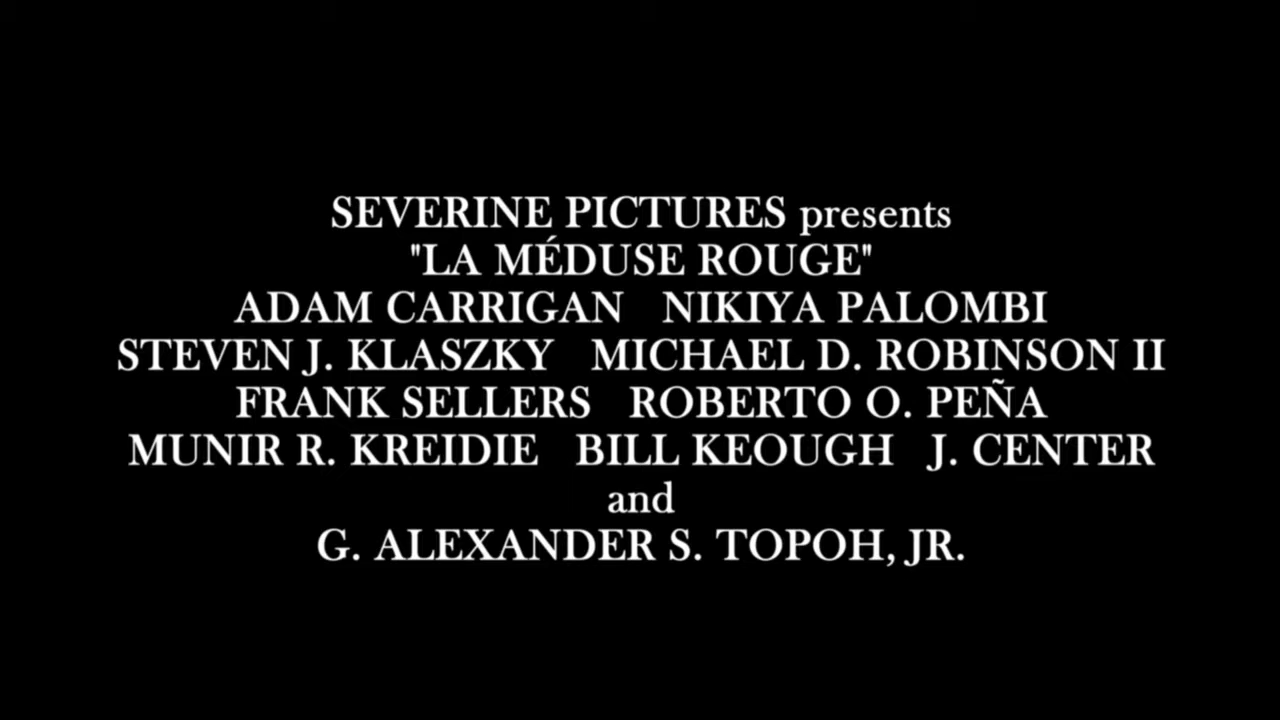 SEVERINE PICTURES presents
"LA MÉDUSE ROUGE"
ADAM CARRIGAN NIKIYA PALOMBI
STEVEN J. KLASZKY MICHAEL D. ROBINSON II
FRANK SELLERS ROBERTO O. PEÑA
MUNIR R. KREIDIE BILL KEOUGH J. CENTER
and
G. ALEXANDER S. TOPOH, JR.